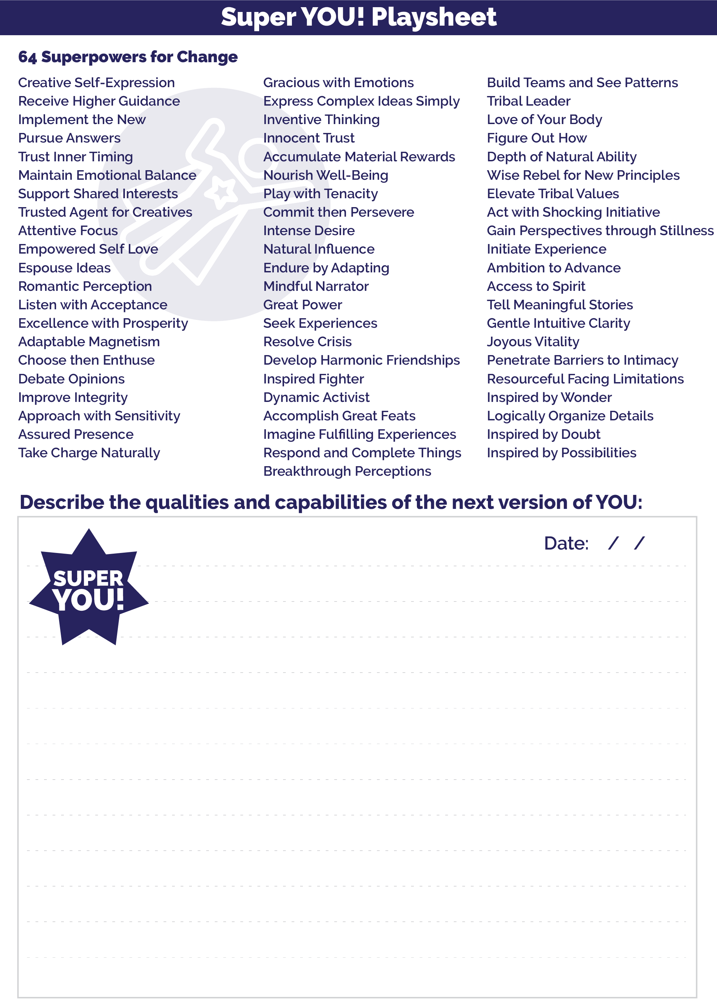 Super YOU! Playsheet
64 Superpowers for Change
Creative Self-Expression
Receive Higher Guidance
Implement the New
Pursue Answers
Trust Inner Timing
Maintain Emotional Balance
Support Shared Interests
Trusted Agent for Creatives
Attentive Focus
Empowered Self Love
Espouse Ideas
Romantic Perception
Listen with Acceptance
Excellence with Prosperity
Adaptable Magnetism
Choose then Enthuse
Debate Opinions
Improve Integrity
Approach with Sensitivity
Assured Presence
Take Charge Naturally
Gracious with Emotions
Express Complex Ideas Simply
Inventive Thinking
Innocent Trust
Accumulate Material Rewards
Nourish Well-Being
Play with Tenacity
Commit then Persevere
Intense Desire
Natural Influence
Endure by Adapting
Mindful Narrator
Great Power
Seek Experiences
Resolve Crisis
Develop Harmonic Friendships
Inspired Fighter
Dynamic Activist
Accomplish Great Feats
Imagine Fulfilling Experiences
Respond and Complete Things
Breakthrough Perceptions
Build Teams and See Patterns
Tribal Leader
Love of Your Body
Figure Out How
Depth of Natural Ability
Wise Rebel for New Principles
Elevate Tribal Values
Act with Shocking Initiative
Gain Perspectives through Stillness
Initiate Experience
Ambition to Advance
Access to Spirit
Tell Meaningful Stories
Gentle Intuitive Clarity
Joyous Vitality
Penetrate Barriers to Intimacy
Resourceful Facing Limitations
Inspired by Wonder
Logically Organize Details
Inspired by Doubt
Inspired by Possibilities
Describe the qualities and capabilities of the next version of YOU:
Date: / /
SUPER
YOU!